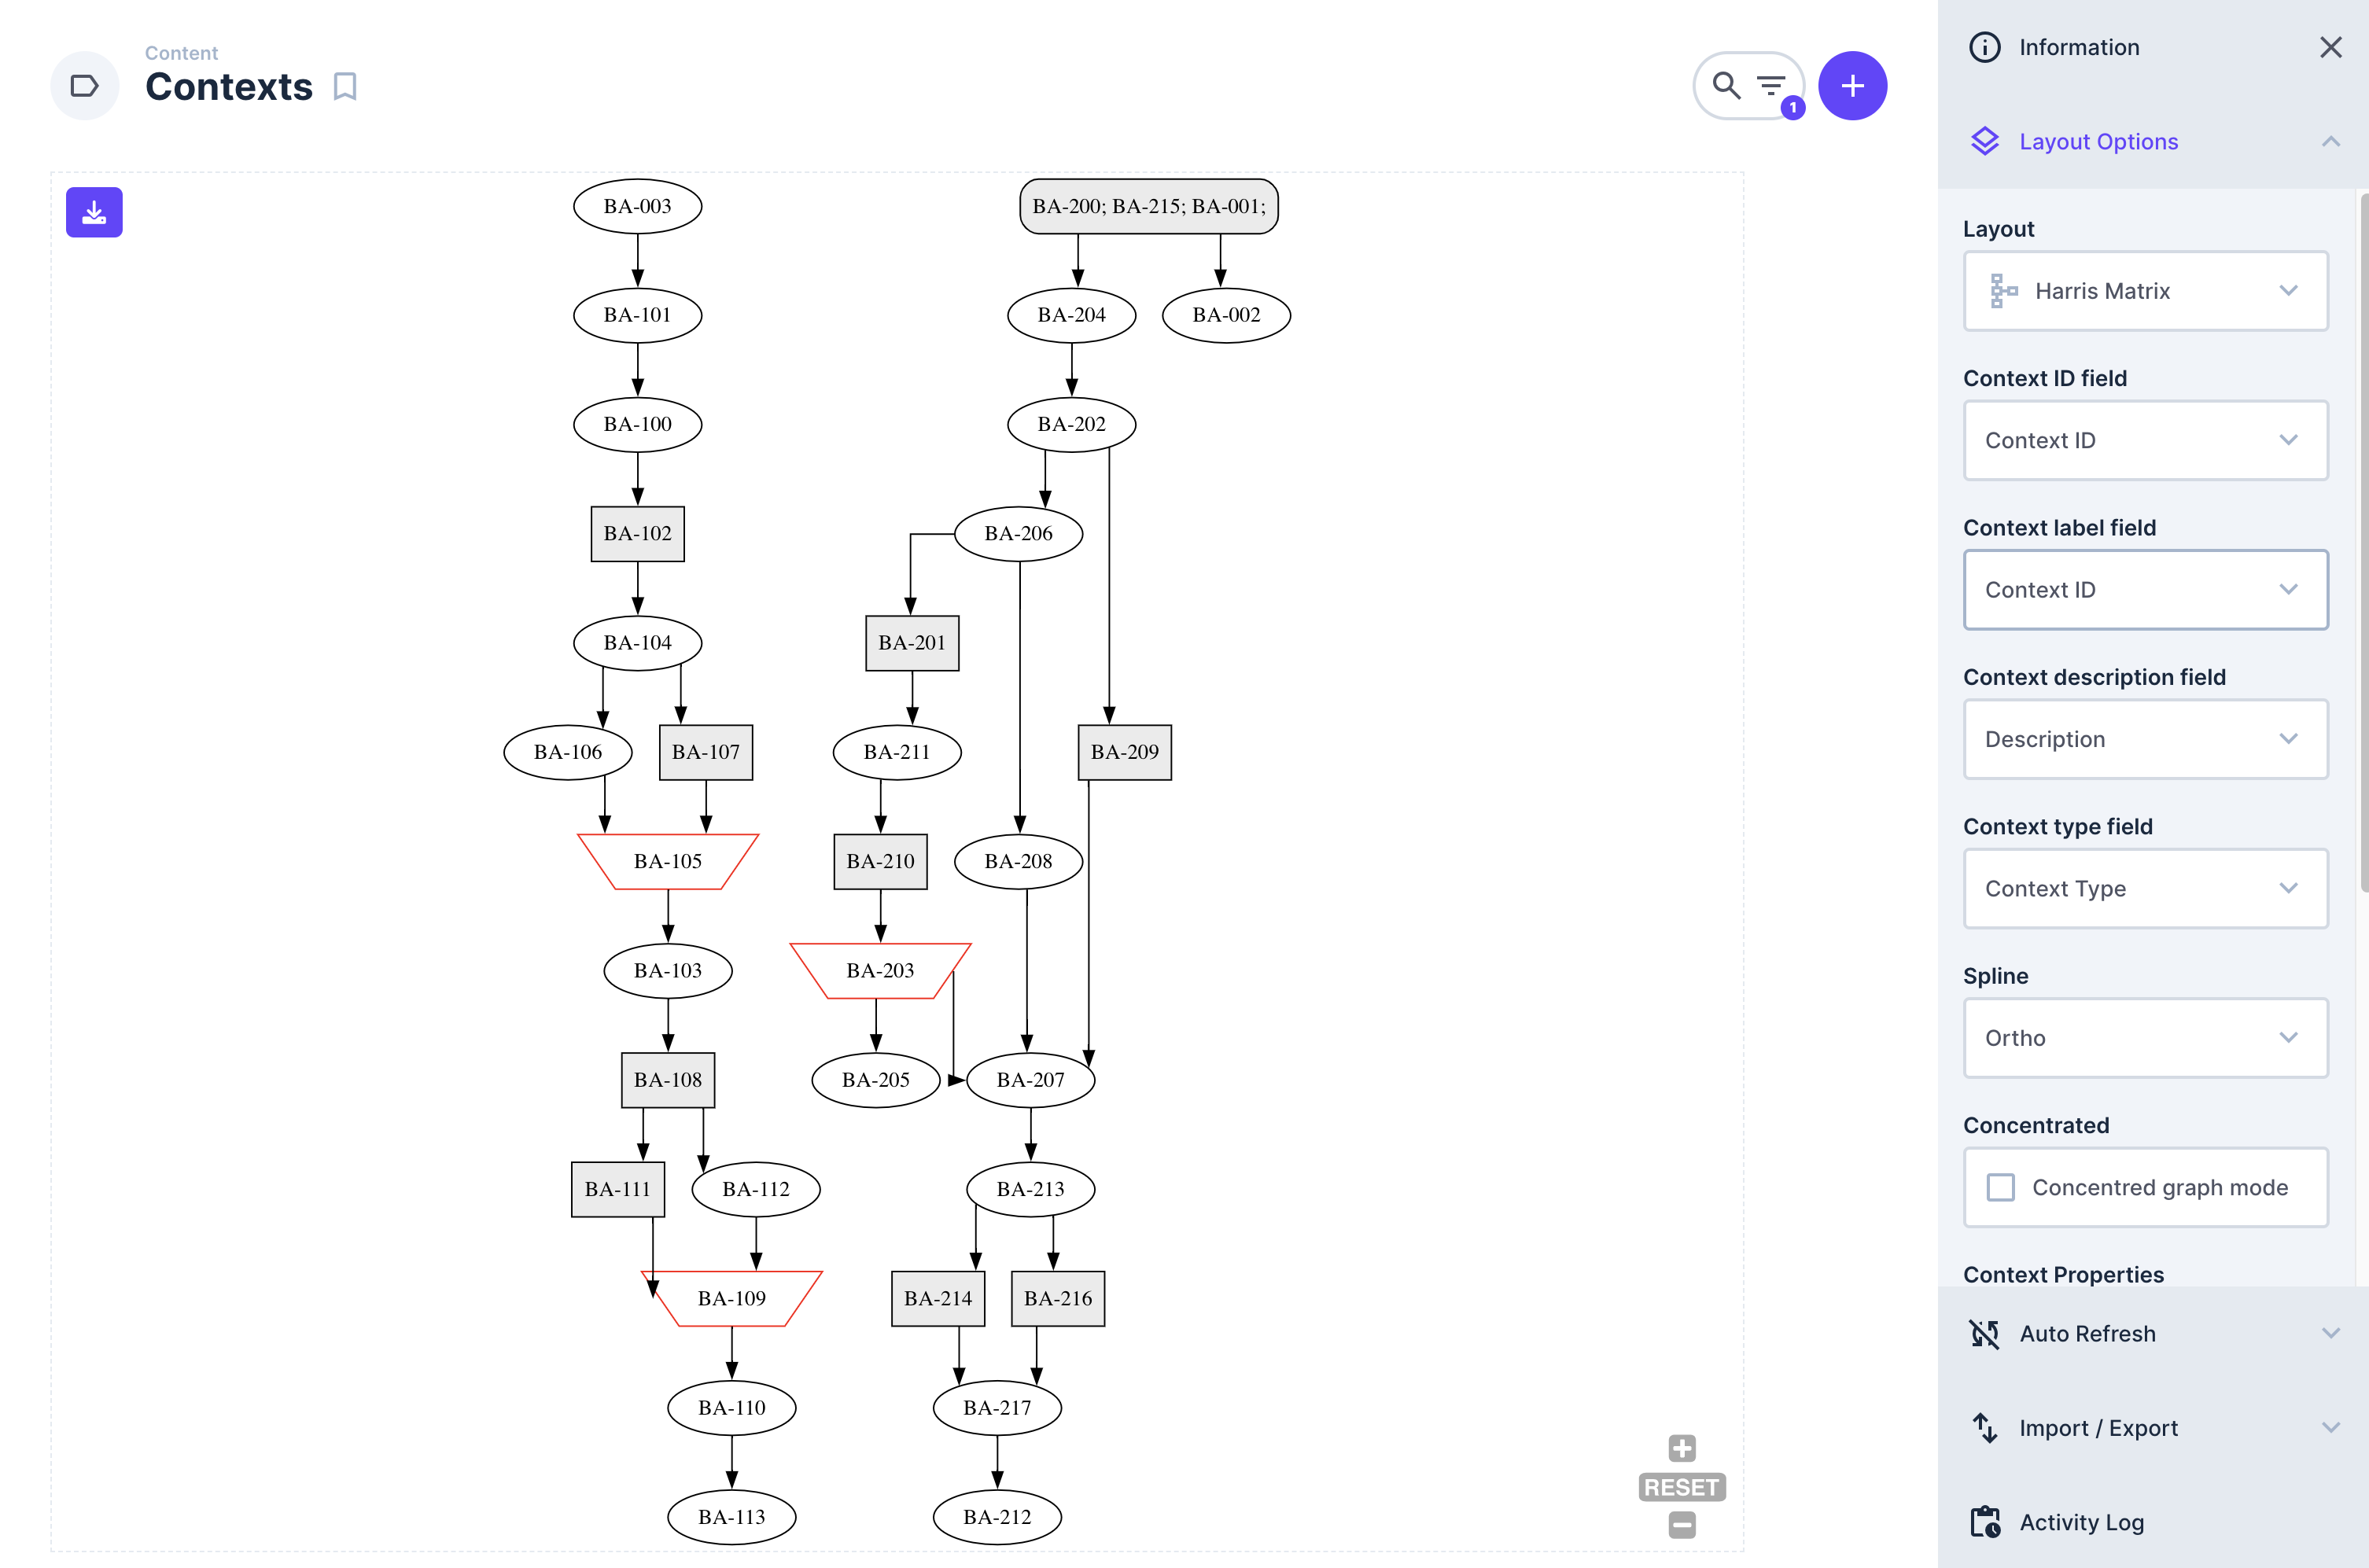 Content
Contexts
1
BA-003
BA-200; BA-215; BA-001;
BA-101
BA-204
BA-002
BA-100
BA-202
BA-102
BA-206
BA-104
BA-201
BA-106
BA-107
BA-211
BA-209
BA-105
BA-210
BA-208
BA-103
BA-203
BA-108
BA-205
BA-207
BA-111
BA-112
BA-213
BA-109
BA-214
BA-216
BA-110
BA-217
BA-113
BA-212
RESET
Information
Layout Options
Layout
Harris Matrix
Context ID field
Context ID
Context label field
Context ID
Context description field
Description
Context type field
Context Type
Spline
Ortho
Concentrated
Concentred graph mode
Context Properties
Auto Refresh
Import / Export
Activity Log